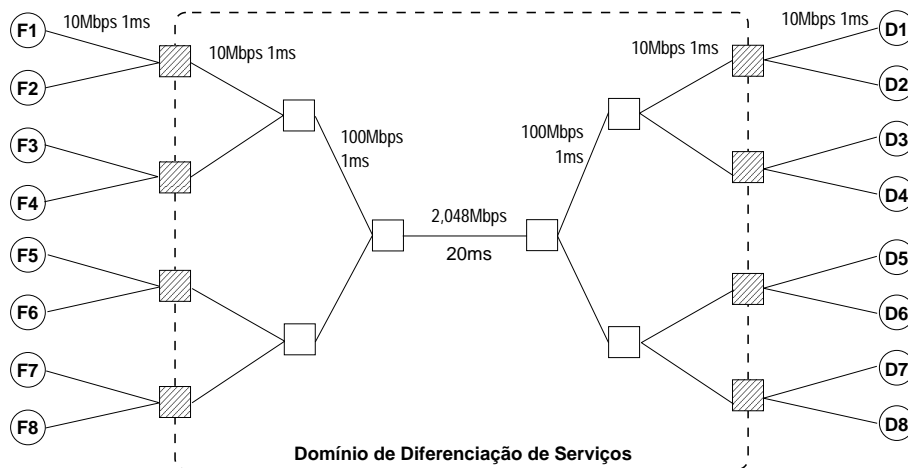 F1
10Mbps 1ms
F2
10Mbps 1ms
F3
F4
F5
F6
F7
F8
100Mbps
1ms
2,048Mbps
20ms
100Mbps
1ms
10Mbps 1ms
10Mbps 1ms
D1
D2
D3
D4
D5
D6
D7
D8
Domínio de Diferenciação de Serviços